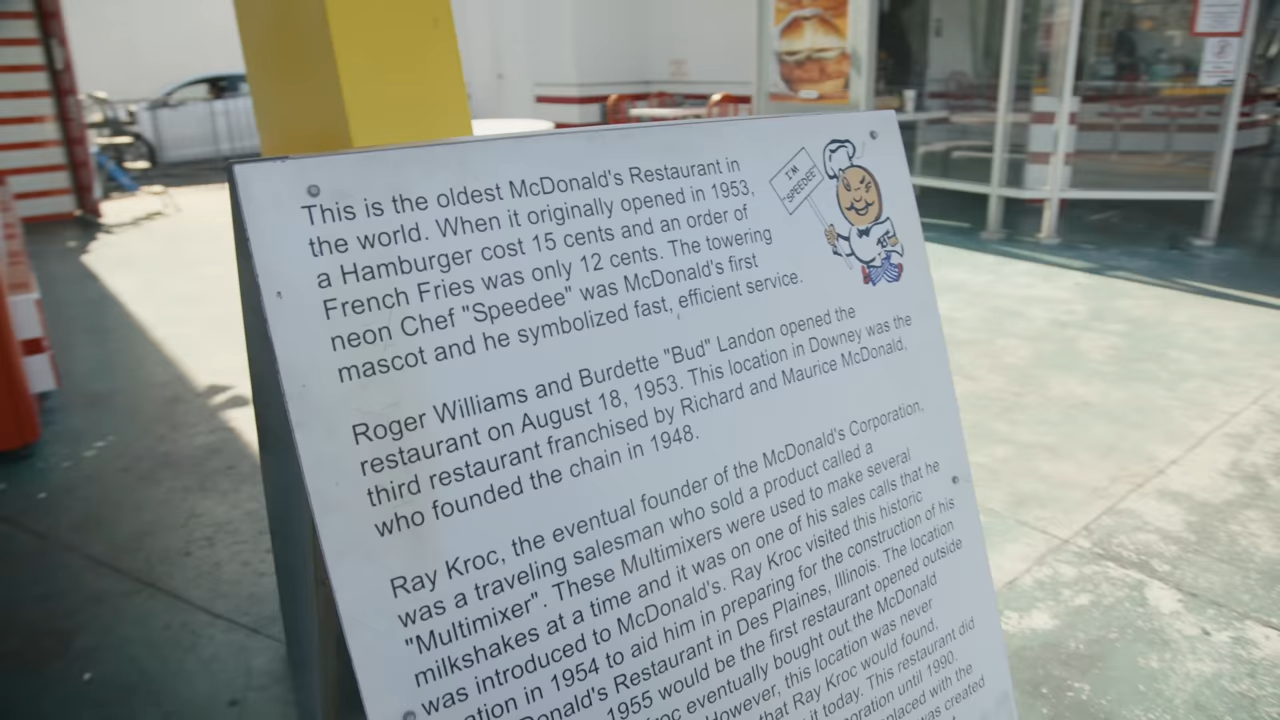 This is the oldest McDonald's Restaurant in
the world. When it originally opened in 1953,
a Hamburger cost 15 cents and an order of
French Fries was only 12 cents. The towering
neon Chef "Speedee" was McDonald's first
mascot and he symbolized fast, efficient service.
I'M
"SPEEDEE"
Roger Williams and Burdette "Bud" Landon opened the
restaurant on August 18, 1953. This location in Downey was the
third restaurant franchised by Richard and Maurice McDonald,
who founded the chain in 1948.
Ray Kroc, the eventual founder of the McDonald's Corporation,
was a traveling salesman who sold a product called a
"Multimixer". These Multimixers were used to make several
milkshakes at a time and it was on one of his sales calls that he
was introduced to McDonald's. Ray Kroc visited this historic
ation in 1954 to aid him in preparing for the construction of his
Donald's Restaurant in Des Plaines, Illinois. The location
1955 would be the first restaurant opened outside
roc eventually bought out the McDonald
However, this location was never
that Ray Kroc would found,
it today. This restaurant did
oration until 1990.
placed with the
was created